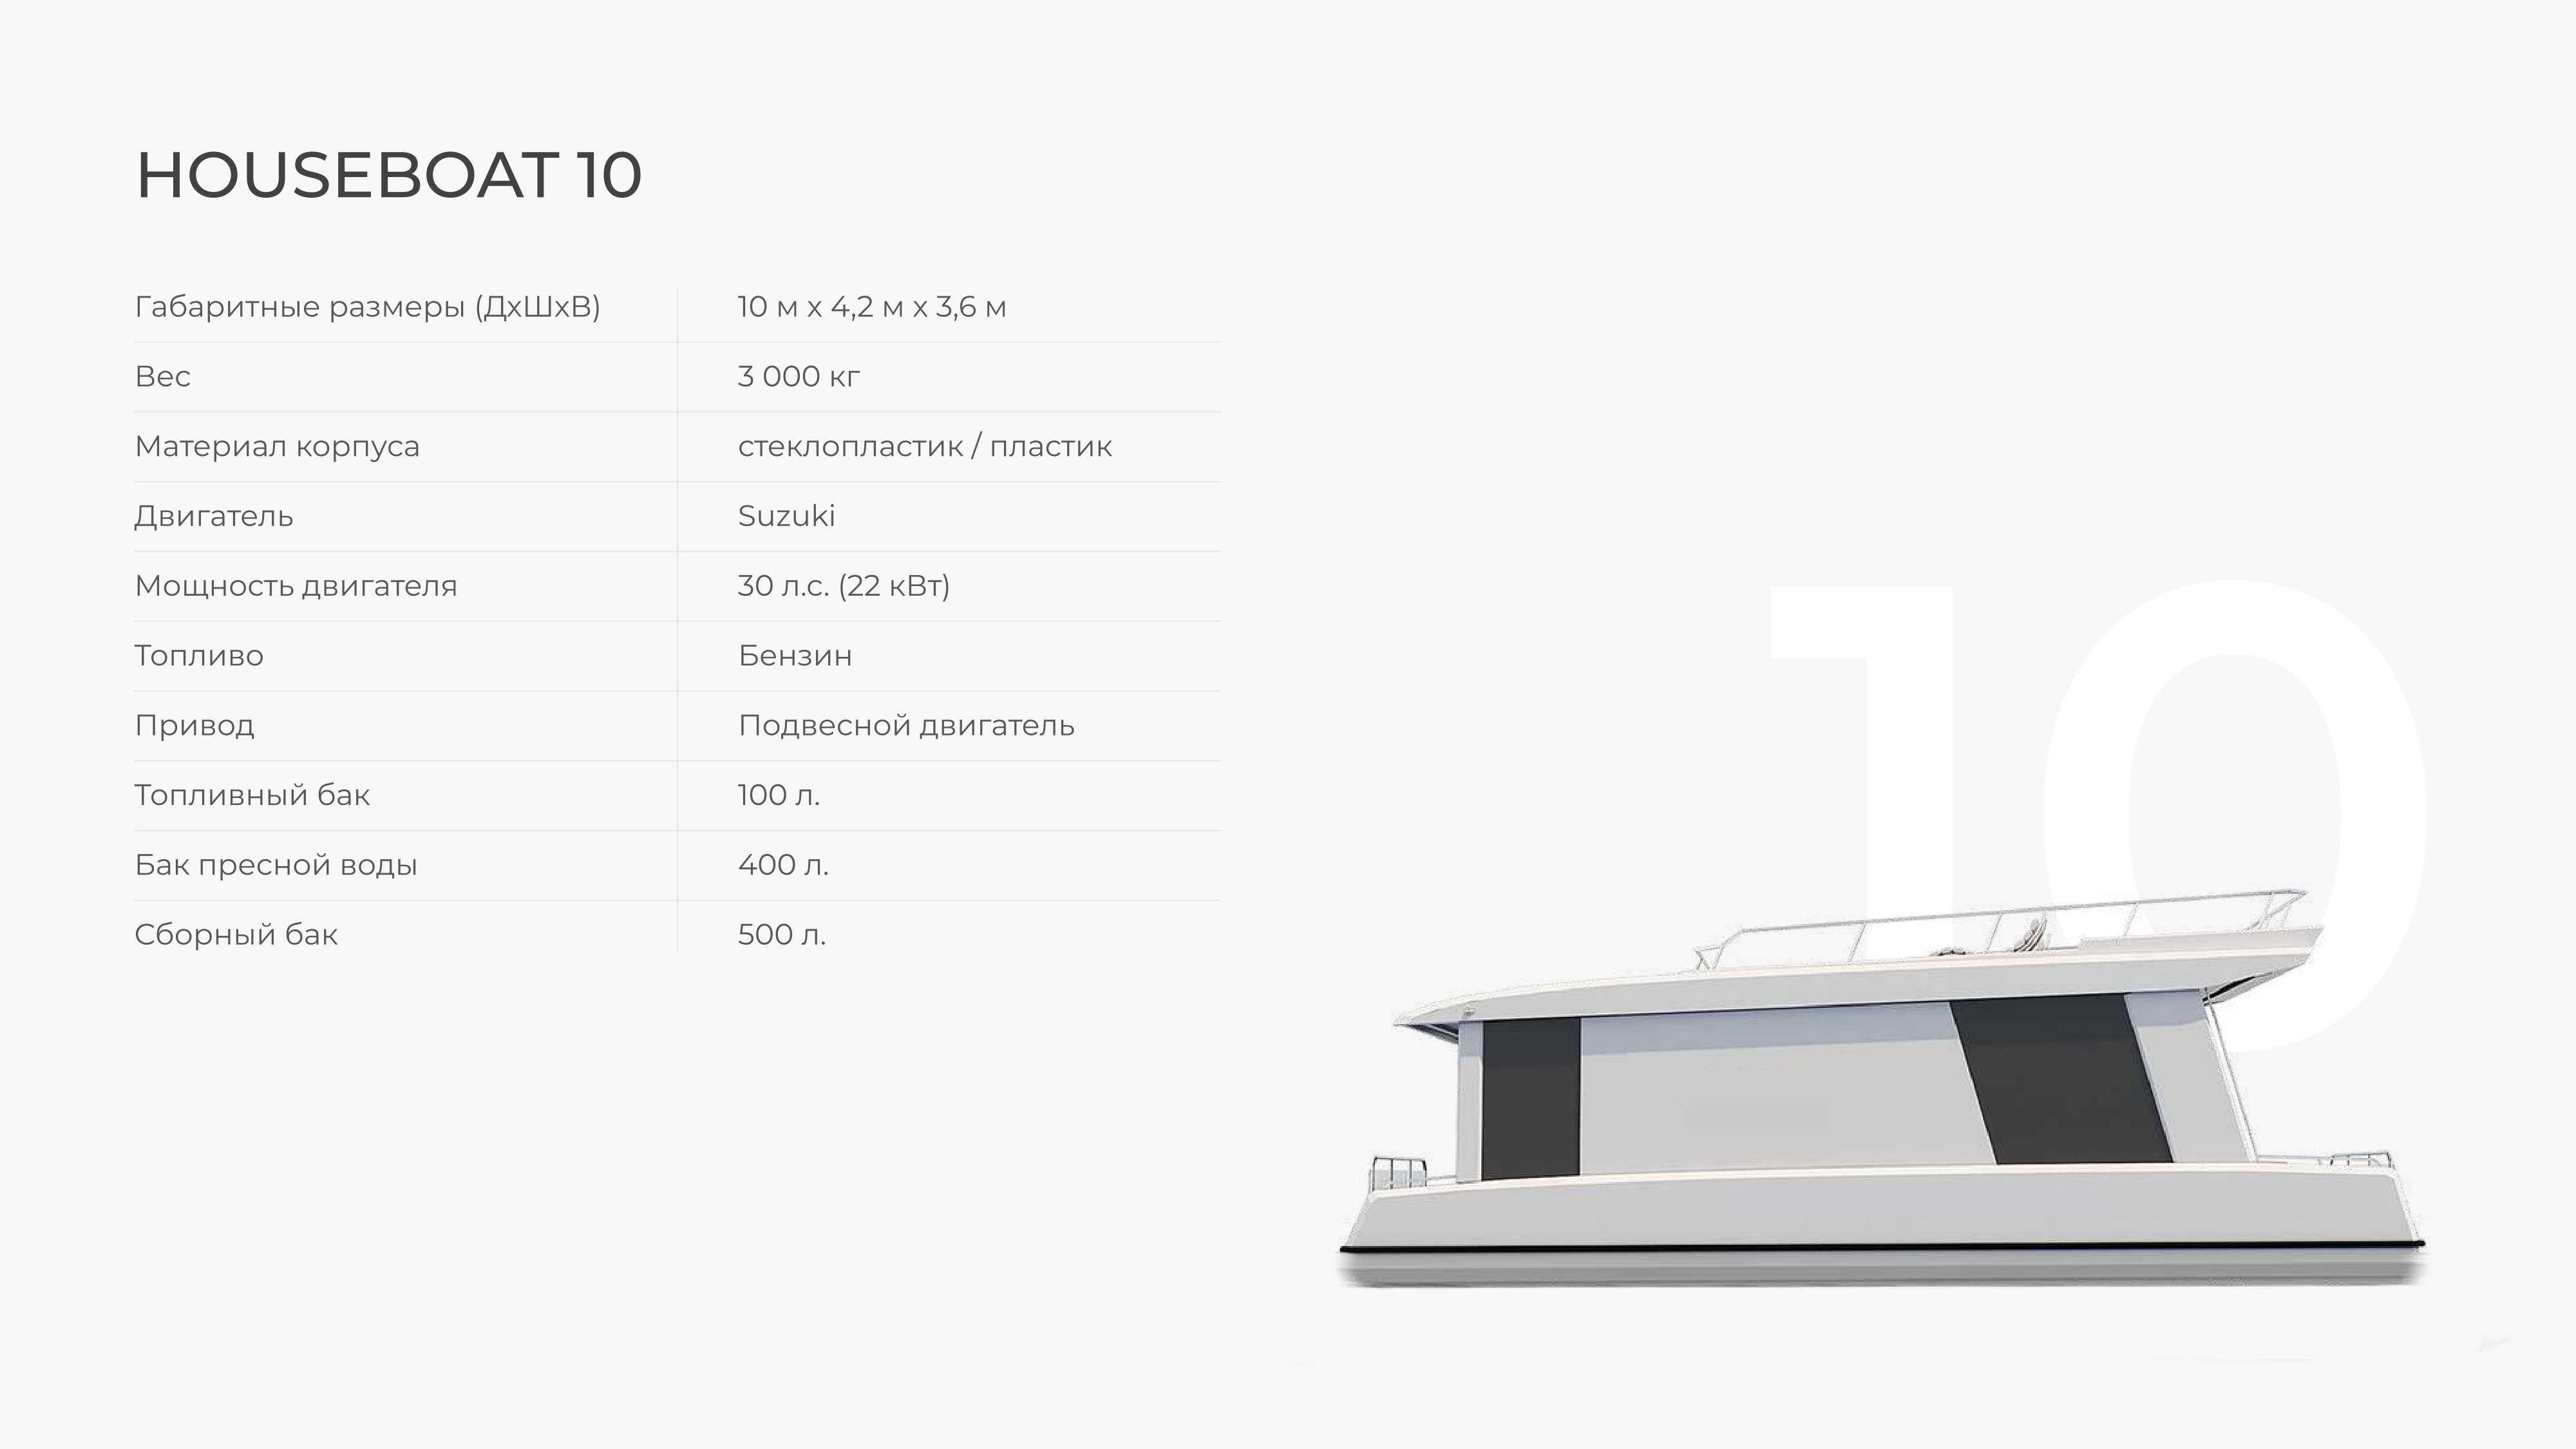 HOUSEBOAT 10
Габаритные размеры (ДхШхВ) 10 м x 4,2 м x 3,6 м
Вес 3 000 кг
Материал корпуса стеклопластик / пластик
Двигатель Suzuki
Мощность двигателя 30 л.с. (22 кВт)
Топливо Бензин
Привод Подвесной двигатель
Топливный бак 100 л.
Бак пресной воды 400 л.
Сборный бак 500 л.
10